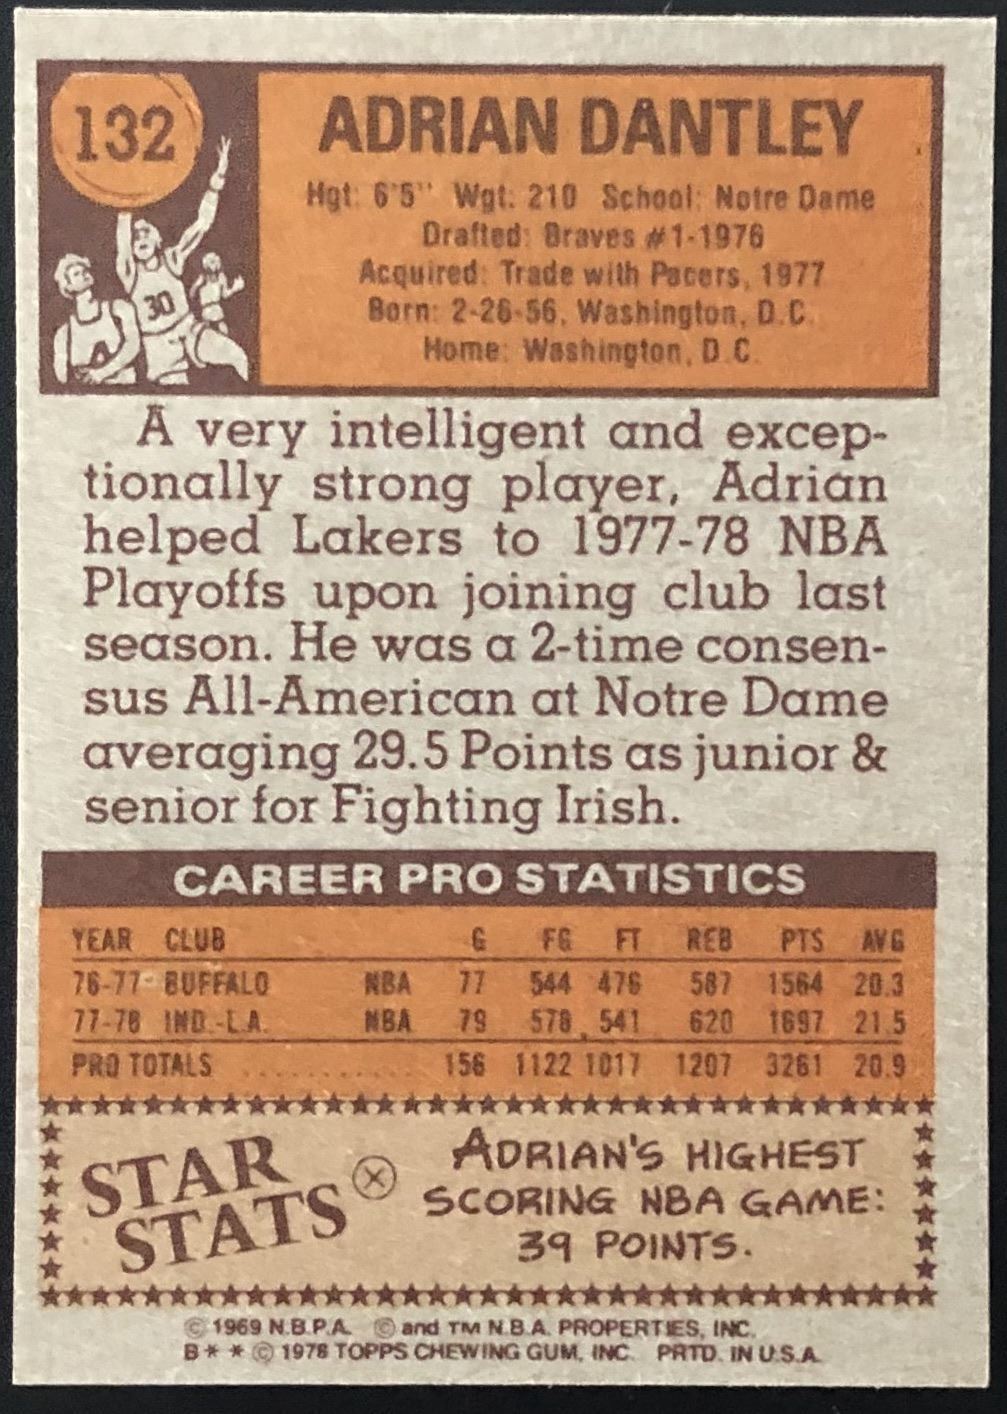 132
ADRIAN DANTLEY
Hgt: 6'5" Wgt: 210 School: Notre Dame
Drafted: Braves #1-1976
Acquired: Trade with Pacers, 1977
Born: 2-28-56, Washington, D.C.
Home: Washington, D.C.
30
A very intelligent and excep-
tionally strong player, Adrian
helped Lakers to 1977-78 NBA
Playoffs upon joining club last
season. He was a 2-time consen-
sus All-American at Notre Dame
averaging 29.5 Points as junior &
senior for Fighting Irish.
CAREER PRO STATISTICS
YEAR CLUB G FG FT REB PTS AVG
76-77 BUFFALO NBA 77 544 476 587 1564 20.3
77-78 IND.-L.A. NBA 79 578 541 620 1697 21.5
PRO TOTALS ........... 156 1122 1017 1207 3261 20.9
STAR
STATS
ADRIAN'S HIGHEST
SCORING NBA GAME:
39 POINTS.
© 1969 N.B.P.A. © and TM N.B.A. PROPERTIES, INC.
B * * © 1978 TOPPS CHEWING GUM, INC. PRTD. IN U.S.A.